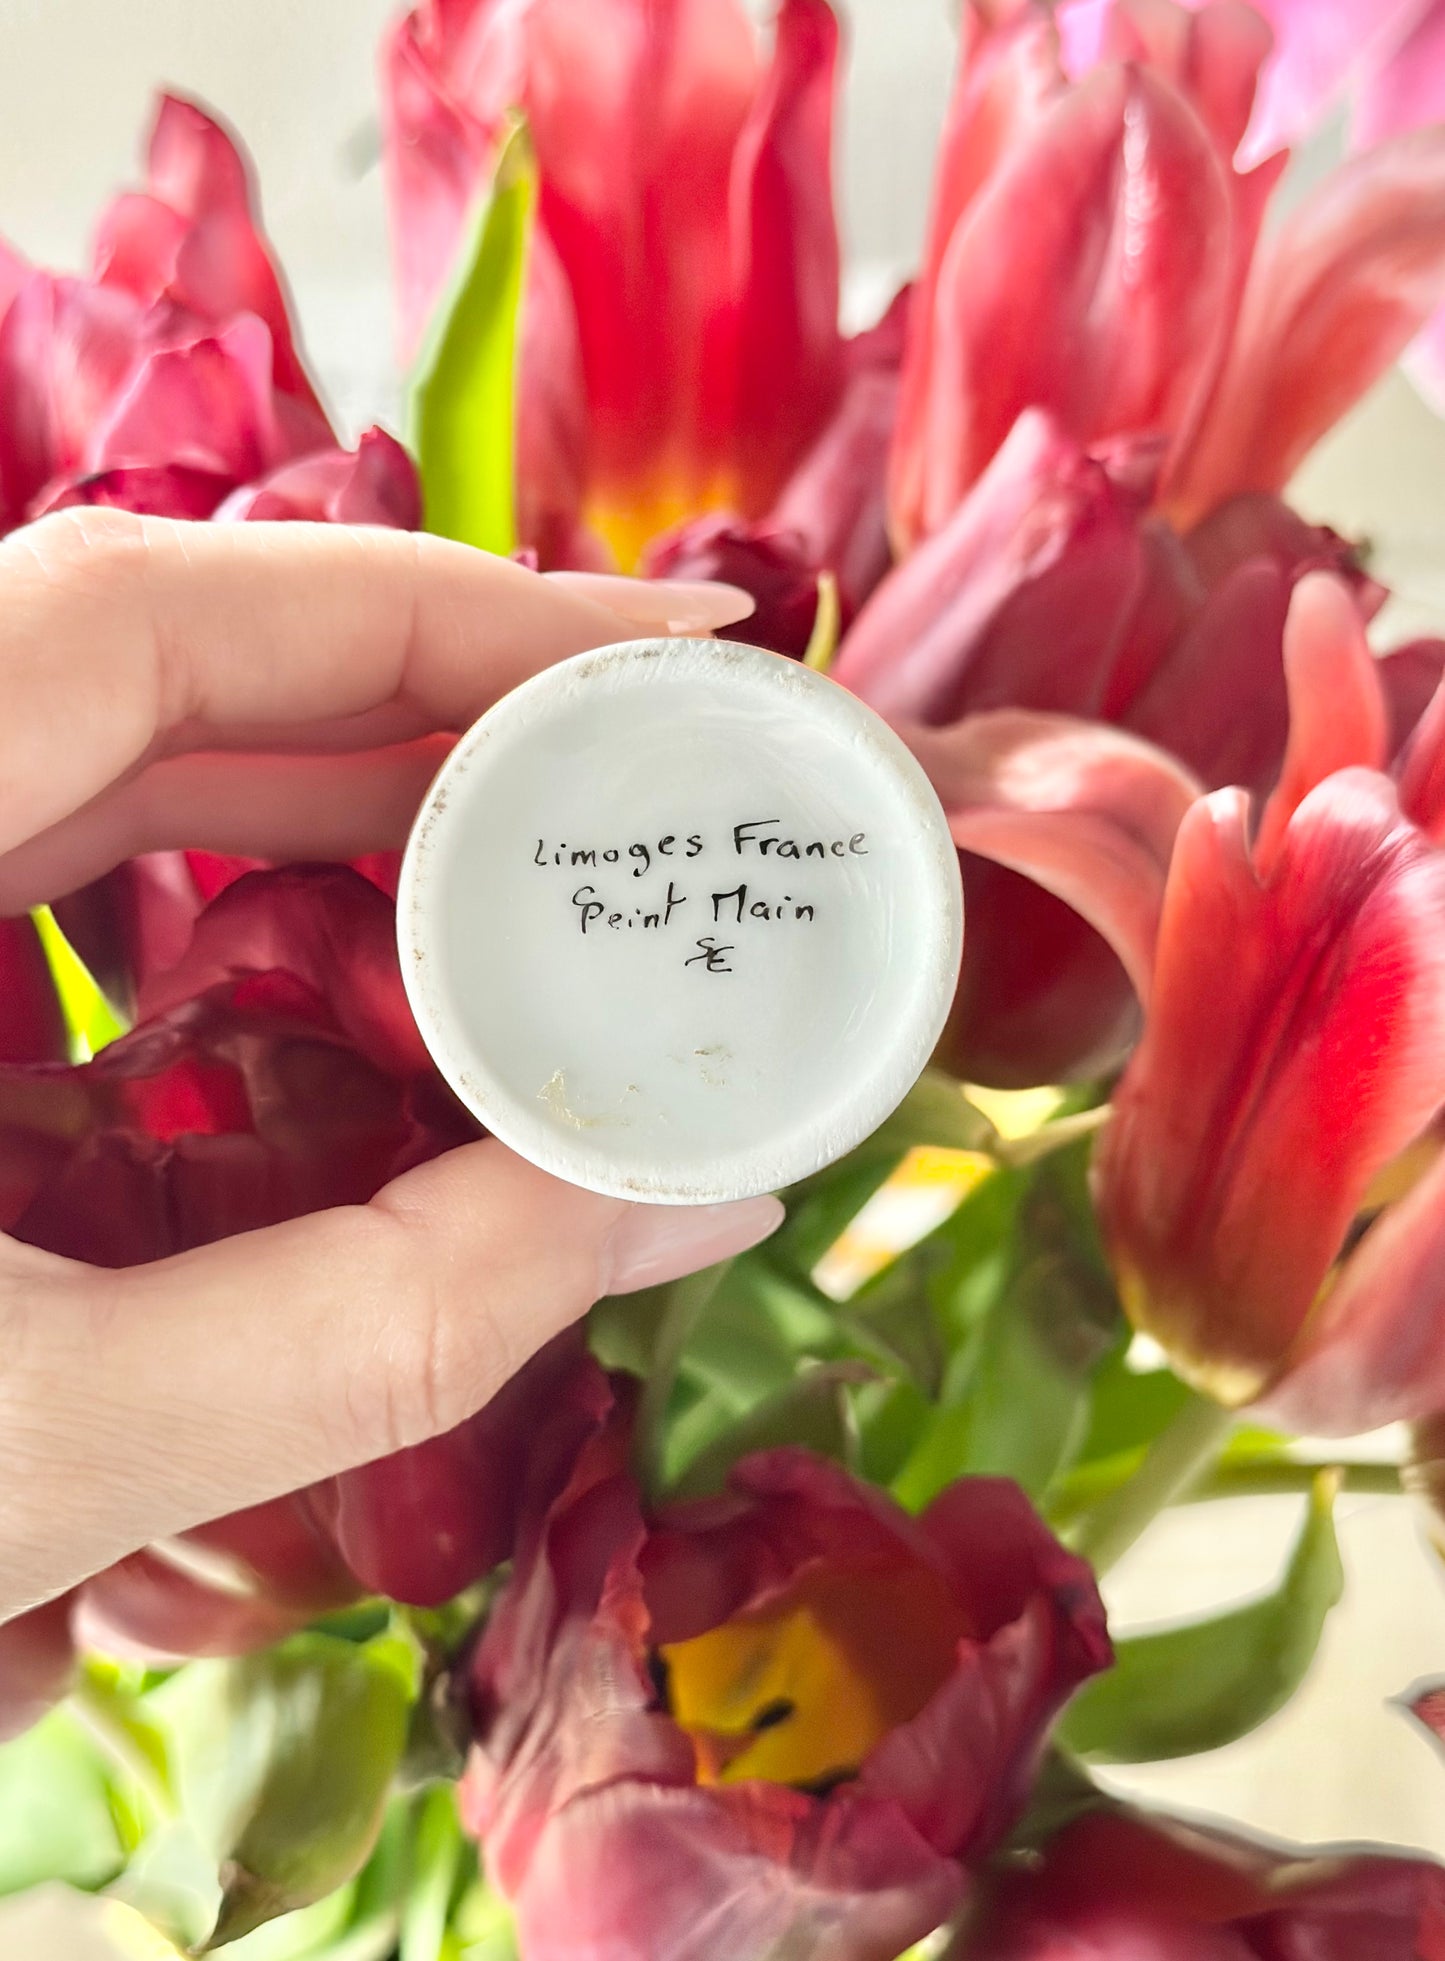 Limoges France
Peint Main
SE